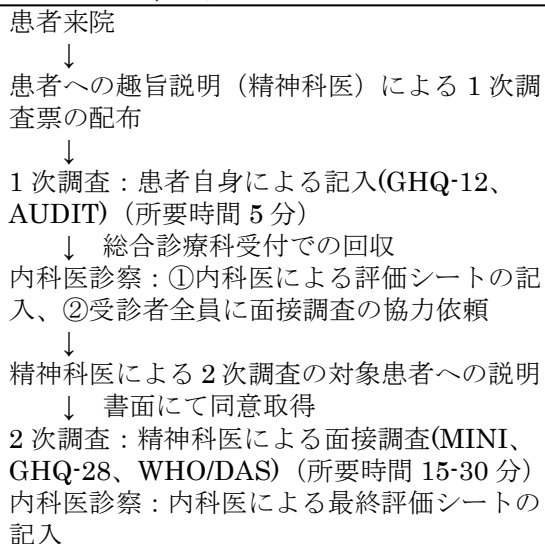 患者来院
↓
患者への趣旨説明（精神科医）による 1 次調
査票の配布
↓
1 次調査：患者自身による記入(GHQ-12、
AUDIT)（所要時間 5 分）
↓ 総合診療科受付での回収
内科医診察：①内科医による評価シートの記
入、②受診者全員に面接調査の協力依頼
↓
精神科医による 2 次調査の対象患者への説明
↓ 書面にて同意取得
2 次調査：精神科医による面接調査(MINI、
GHQ-28、WHO/DAS)（所要時間 15-30 分）
内科医診察：内科医による最終評価シートの
記入